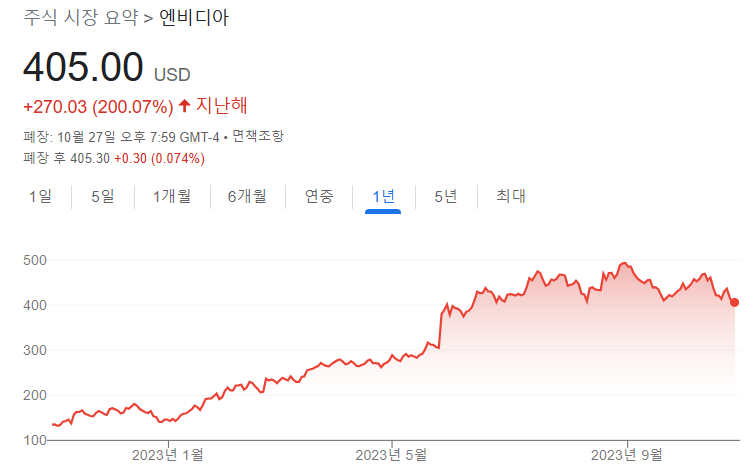 주식 시장 요약 > 엔비디아
405.00 USD
+270.03 (200.07%) ↑ 지난해
폐장: 10월 27일 오후 7:59 GMT-4 • 면책조항
폐장 후 405.30 +0.30 (0.074%)
1일 5일 1개월 6개월 연중 1년 5년 최대
500
400
300
200
100
2023년 1월 2023년 5월 2023년 9월